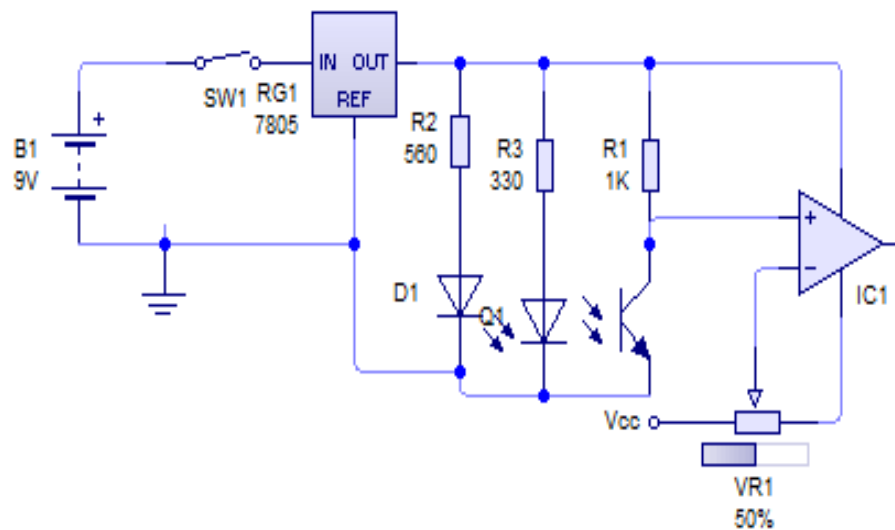 IN OUT
REF
SW1
RG1
7805
B1
9V
+
R2
560
R3
330
R1
1K
+
−
IC1
D1
Q1
Vcc
VR1
50%